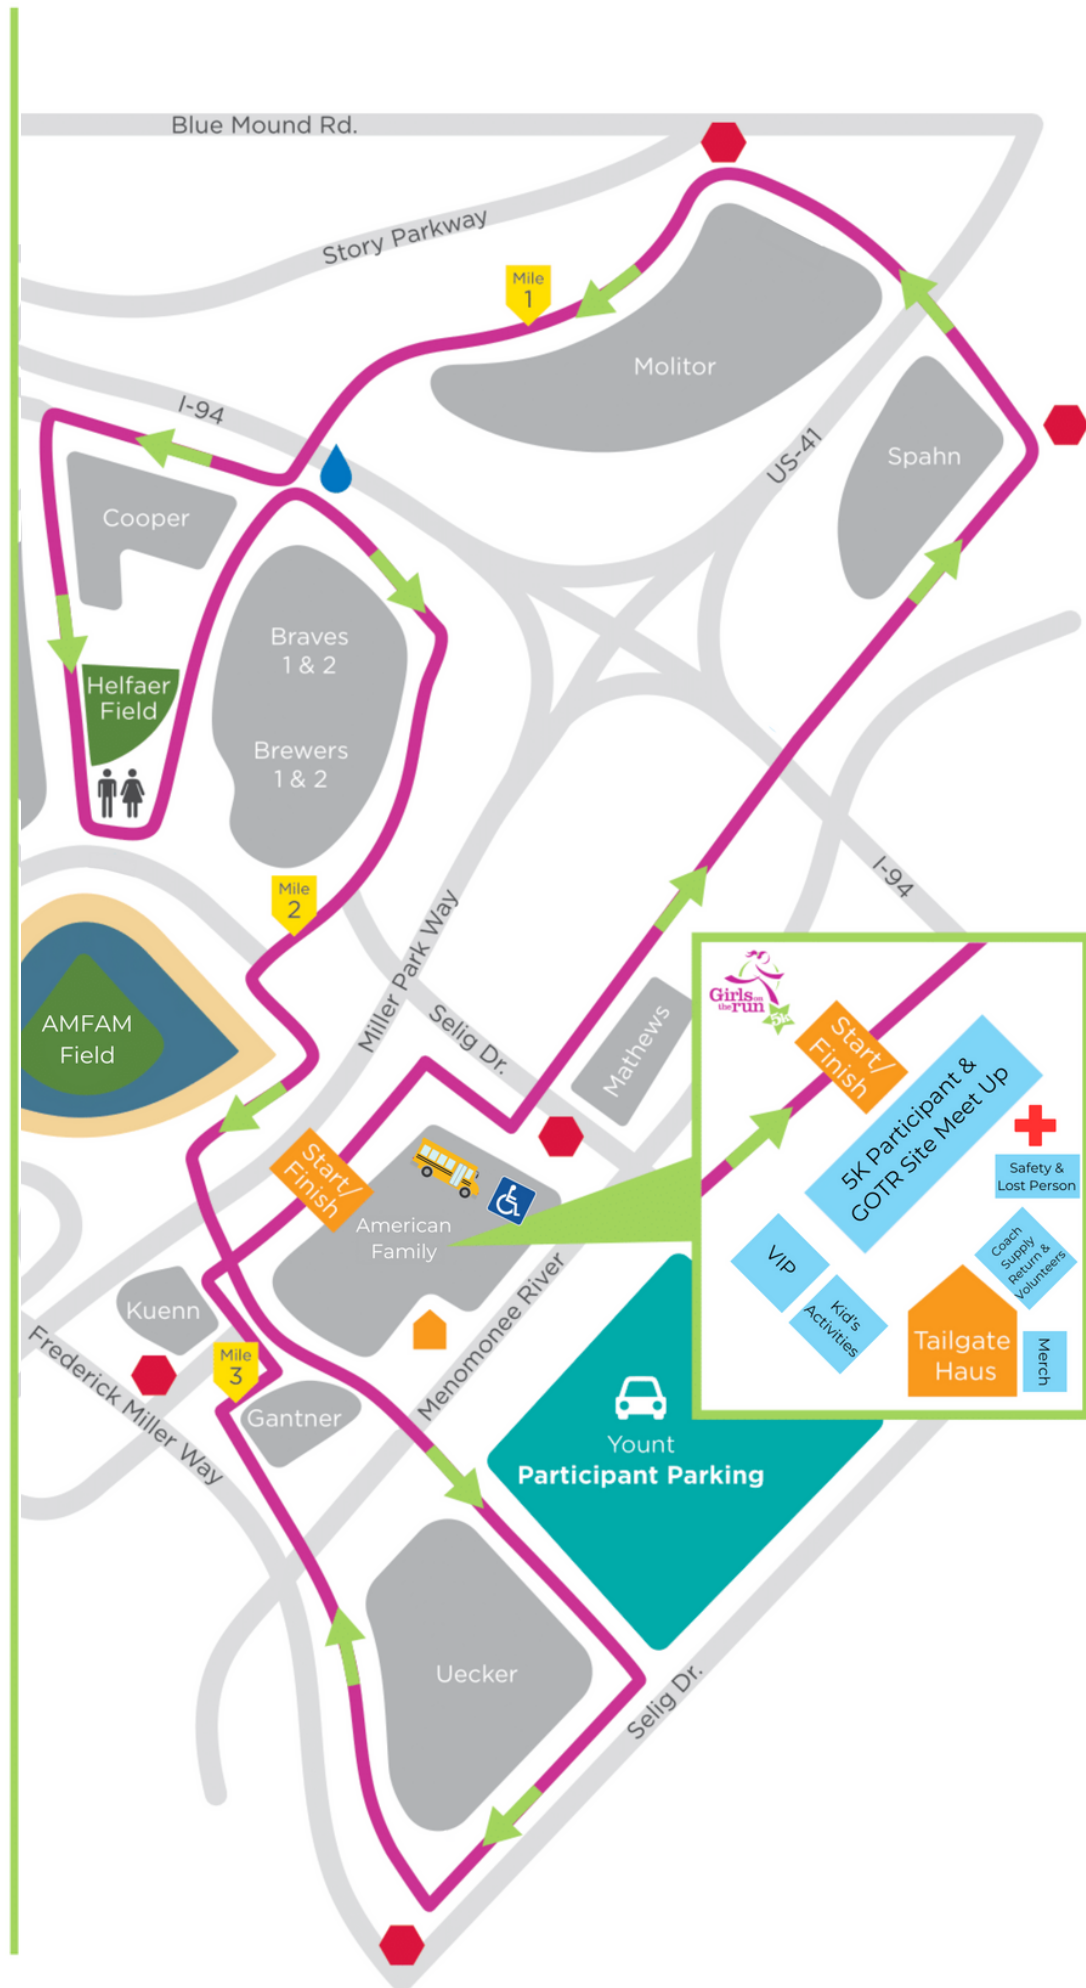 Blue Mound Rd.
Story Parkway
Mile
1
Molitor
I-94
US-41
Spahn
Cooper
Braves
1 & 2
Helfaer
Field
Brewers
1 & 2
I-94
Mile
2
Miller Park Way
Girls on
the run
5k
AMFAM
Field
Selig Dr.
Mathews
Start/
Finish
5K Participant &
GOTR Site Meet Up
Safety &
Lost Person
Start/
Finish
American
Family
VIP
Coach
Supply
Return &
Volunteers
Kid's
Activities
Kuenn
Menomonee River
Tailgate
Haus
Merch
Frederick Miller Way
Mile
3
Gantner
Yount
Participant Parking
Uecker
Selig Dr.